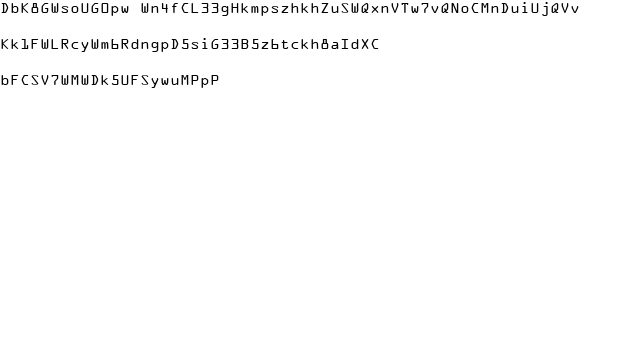 DbK8GWsoUGOpw Wn4fCL33gHkmpszhkhZuSWQxnVTw7vQNoCMnDuiUjQVv
Kk1FWLRcyWm6RdngpD5siG33B5z6tckh8aIdXC
bFCSV7WMWDk5UFSywuMPpP